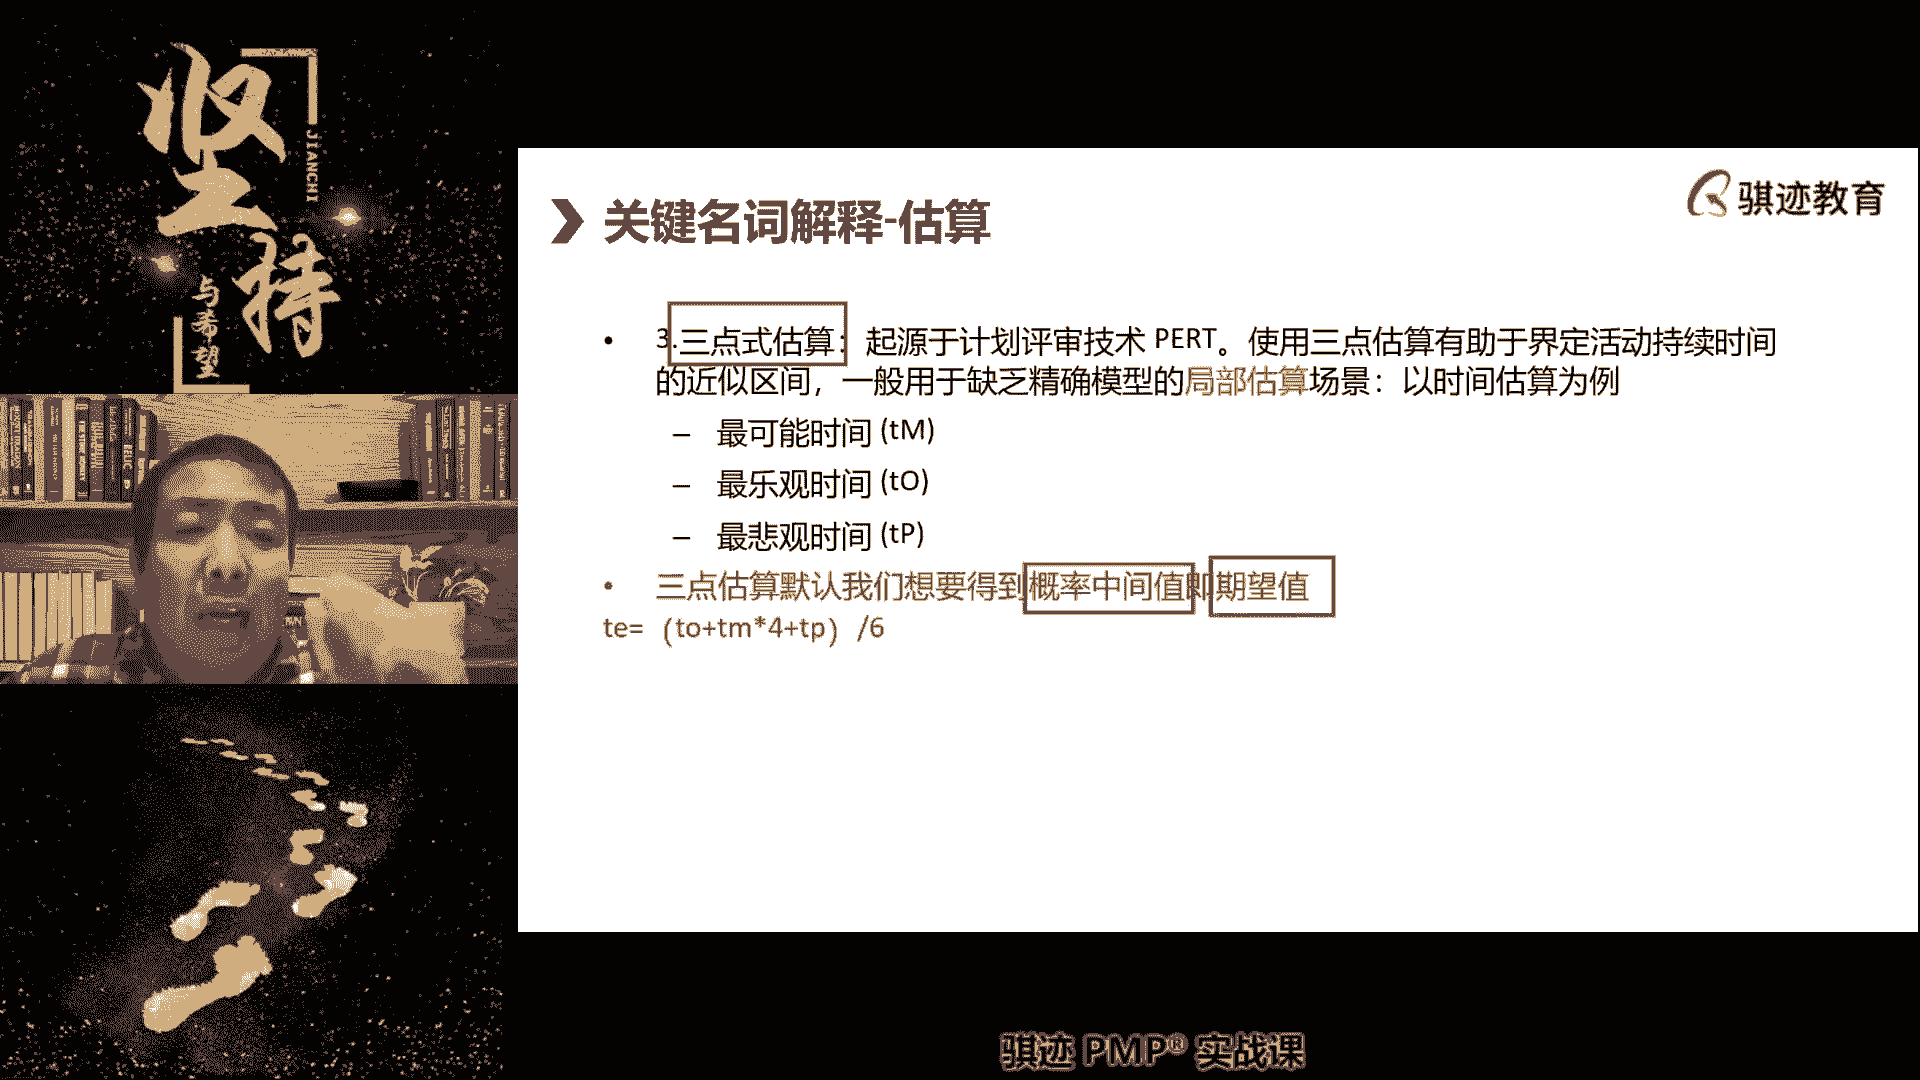 坚持
JIANCHI
与希望
骐迹教育
关键名词解释-估算
• 3.三点式估算：起源于计划评审技术 PERT。使用三点估算有助于界定活动持续时间
的近似区间，一般用于缺乏精确模型的局部估算场景：以时间估算为例
– 最可能时间 (tM)
– 最乐观时间 (tO)
– 最悲观时间 (tP)
• 三点估算默认我们想要得到概率中间值即期望值
te=（to+tm*4+tp）/6
骐迹 PMP® 实战课